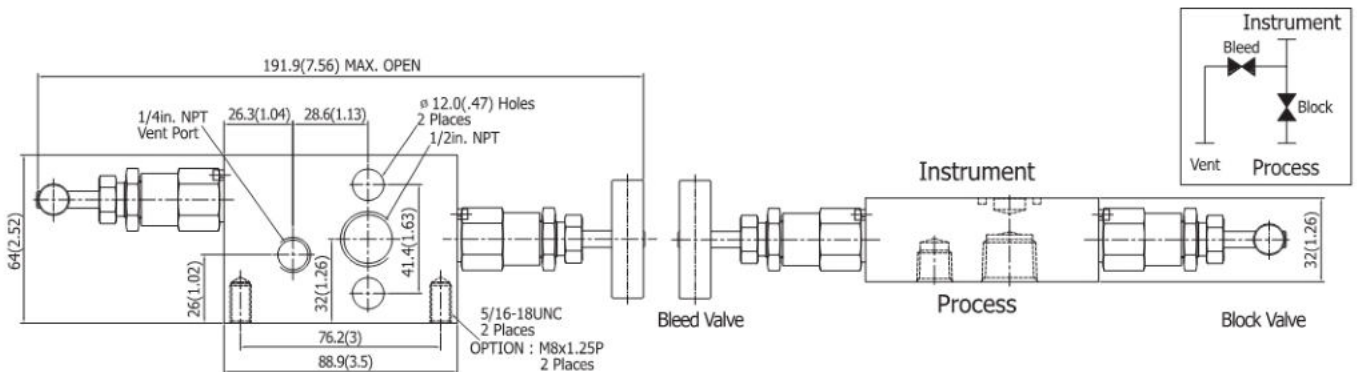 191.9(7.56) MAX. OPEN
26.3(1.04)
28.6(1.13)
ø 12.0(.47) Holes
2 Places
1/4in. NPT
Vent Port
1/2in. NPT
64(2.52)
26(1.02)
32(1.26)
41.4(1.63)
5/16-18UNC
2 Places
OPTION : M8x1.25P
2 Places
76.2(3)
88.9(3.5)
Instrument
Process
Bleed Valve
Block Valve
32(1.26)
Instrument
Bleed
Block
Vent
Process